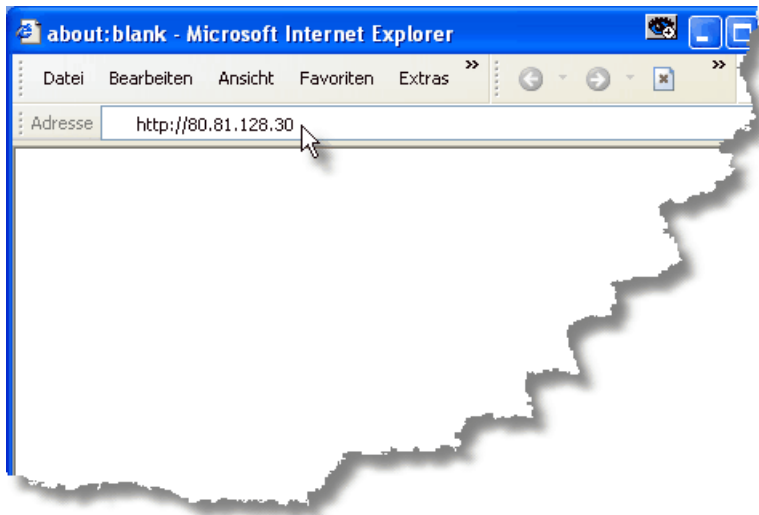 about:blank - Microsoft Internet Explorer
Datei Bearbeiten Ansicht Favoriten Extras » »
Adresse http://80.81.128.30